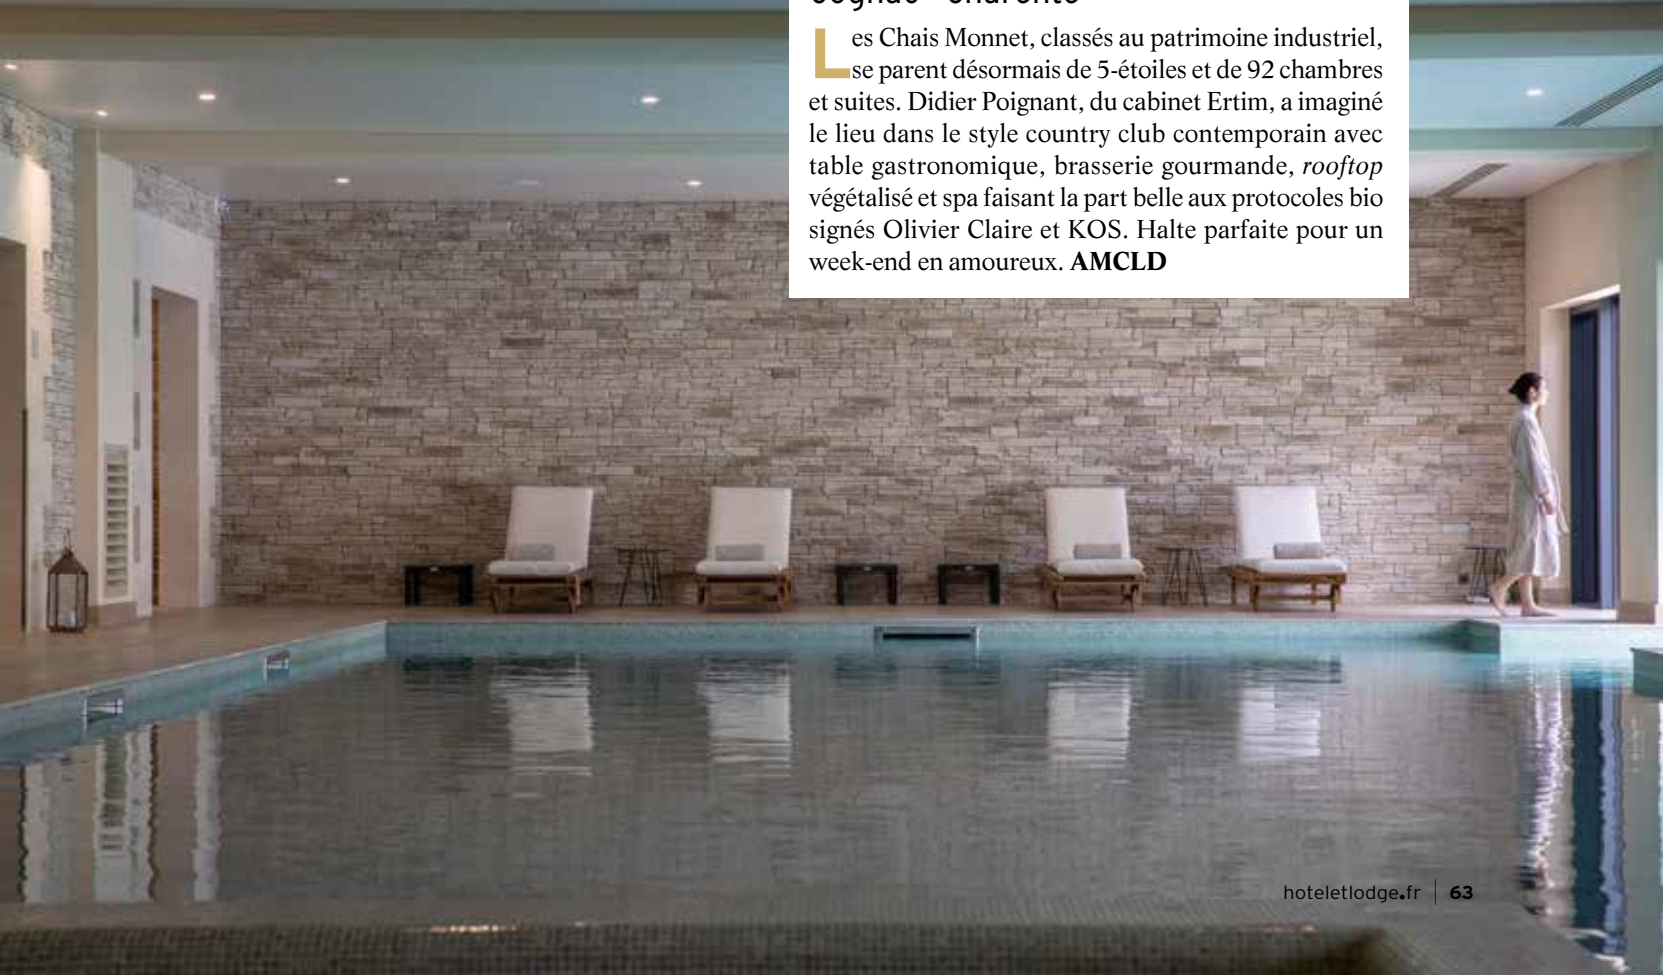 Les Chais Monnet, classés au patrimoine industriel,
se parent désormais de 5-étoiles et de 92 chambres
et suites. Didier Poignant, du cabinet Ertim, a imaginé
le lieu dans le style country club contemporain avec
table gastronomique, brasserie gourmande, rooftop
végétalisé et spa faisant la part belle aux protocoles bio
signés Olivier Claire et KOS. Halte parfaite pour un
week-end en amoureux. AMCLD
hoteletlodge.fr | 63